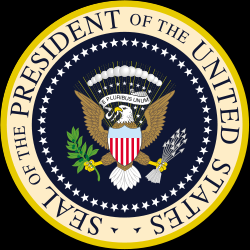 SEAL OF THE PRESIDENT OF THE UNITED STATES
E PLURIBUS UNUM